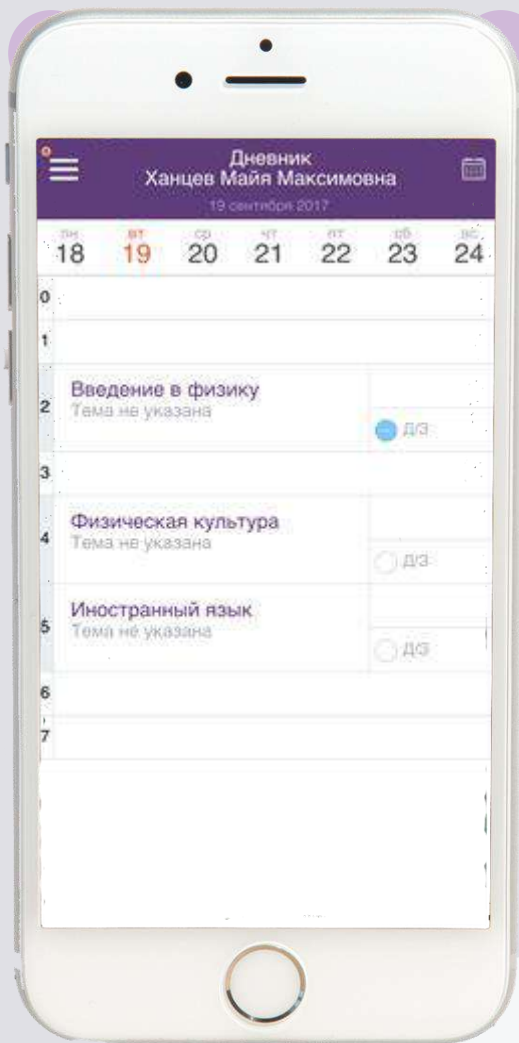 Дневник
Ханцев Майя Максимовна
19 сентября 2017
пн вт ср чт пт сб вс
18 19 20 21 22 23 24
0
1
2 Введение в физику
Тема не указана
Д/З
3
4 Физическая культура
Тема не указана
Д/З
5 Иностранный язык
Тема не указана
Д/З
6
7